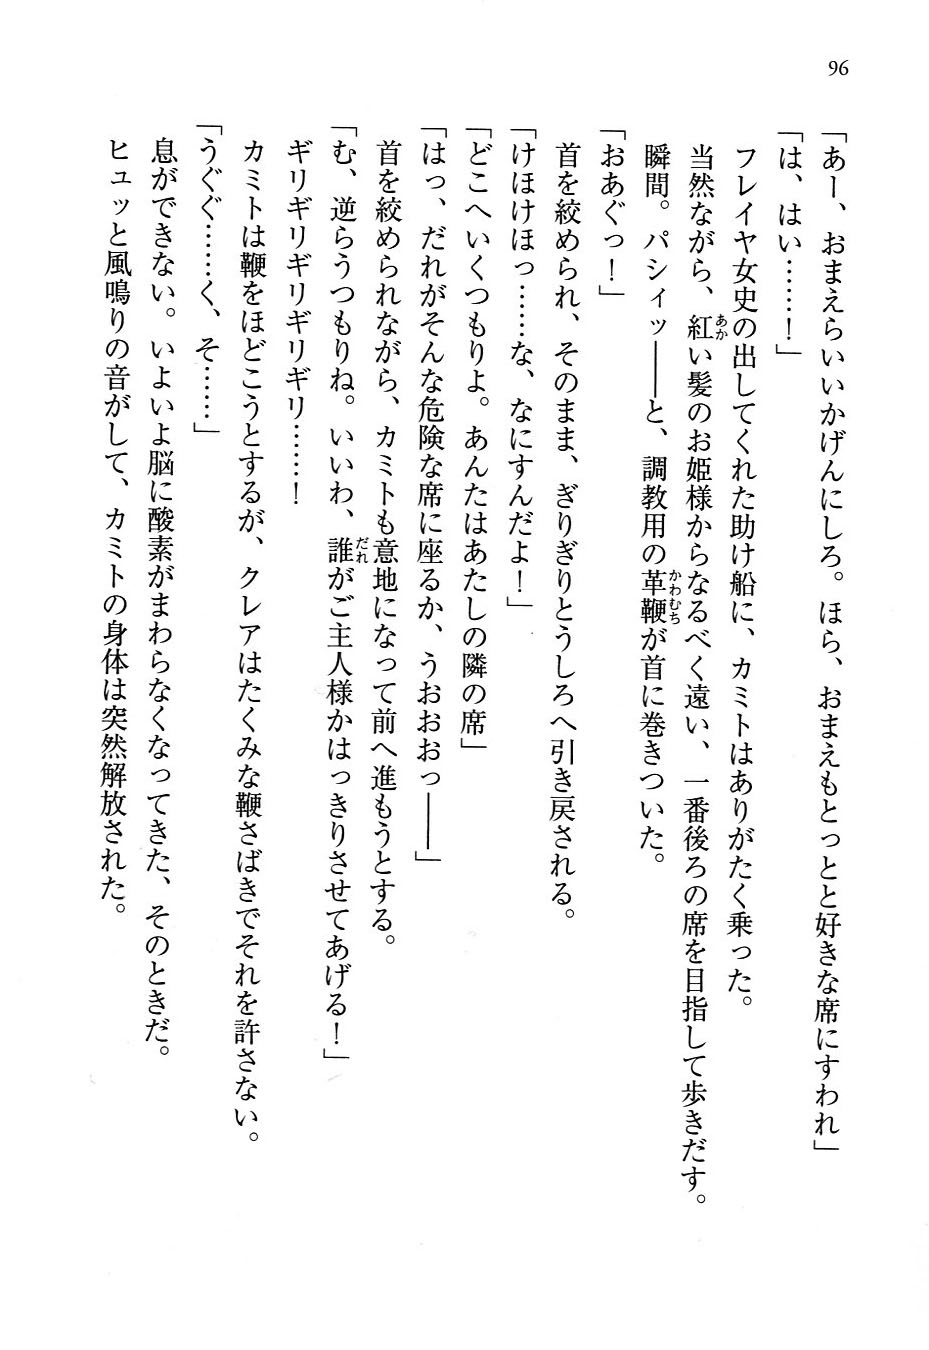 96
「あー、おまえらいいかげんにしろ。ほら、おまえもとっとと好きな席にすわれ」
「は、はい……！」
フレイヤ女史の出してくれた助け船に、カミトはありがたく乗った。
当然ながら、紅い髪のお姫様からなるべく遠い、一番後ろの席を目指して歩きだす。
瞬間。パシィッ――と、調教用の革鞭が首に巻きついた。
「おあぐっ！」
首を絞められ、そのまま、ぎりぎりとうしろへ引き戻される。
「けほけほっ……な、なにすんだよ！」
「どこへいくつもりよ。あんたはあたしの隣の席」
「はっ、だれがそんな危険な席に座るか、うおおおっ――」
首を絞められながら、カミトも意地になって前へ進もうとする。
「む、逆らうつもりね。いいわ、誰がご主人様かはっきりさせてあげる！」
ギリギリギリギリギリ……！
カミトは鞭をほどこうとするが、クレアはたくみな鞭さばきでそれを許さない。
「うぐぐ……く、そ……」
息ができない。いよいよ脳に酸素がまわらなくなってきた、そのときだ。
ヒュッと風鳴りの音がして、カミトの身体は突然解放された。